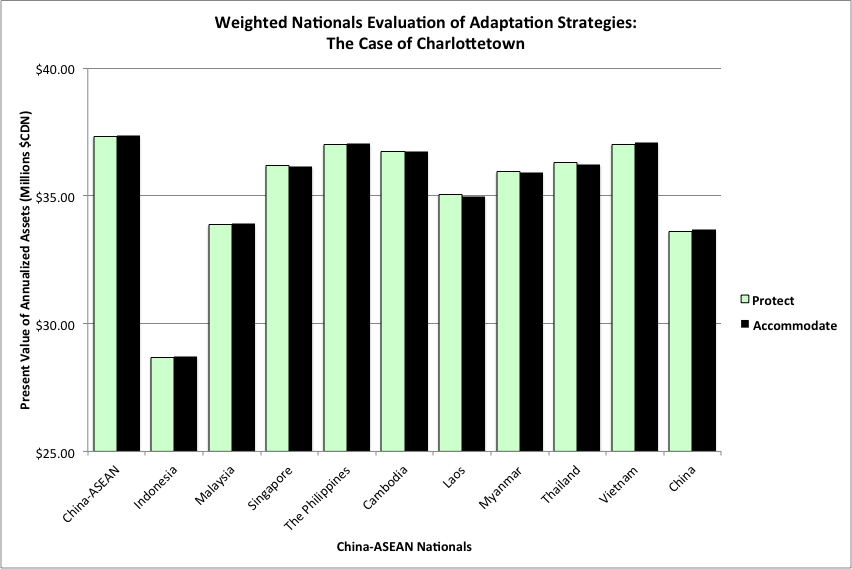 Weighted Nationals Evaluation of Adaptation Strategies:
The Case of Charlottetown
Present Value of Annualized Assets (Millions $CDN)
$40.00
$35.00
$30.00
$25.00
China-ASEAN
Indonesia
Malaysia
Singapore
The Philippines
Cambodia
Laos
Myanmar
Thailand
Vietnam
China
China-ASEAN Nationals
Protect
Accommodate